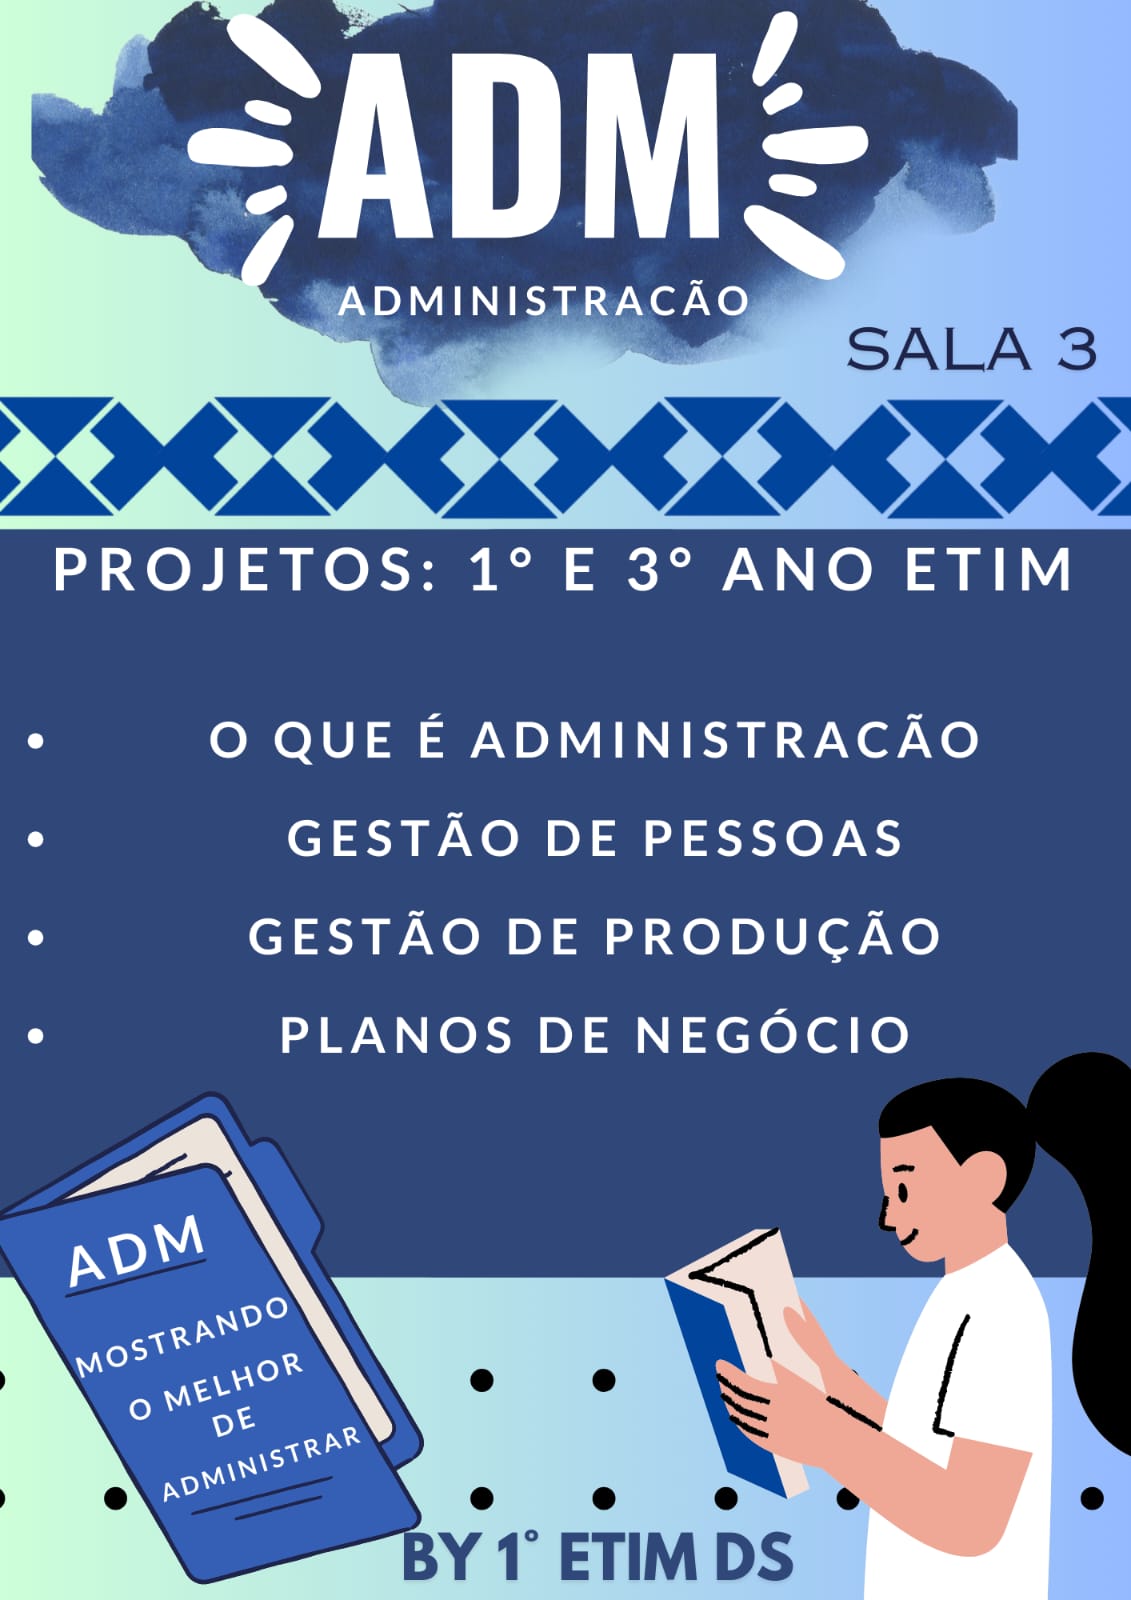 ADM
ADMINISTRACÃO
SALA 3
PROJETOS: 1° E 3° ANO ETIM
• O QUE É ADMINISTRACÃO
• GESTÃO DE PESSOAS
• GESTÃO DE PRODUÇÃO
• PLANOS DE NEGÓCIO
ADM
MOSTRANDO
O MELHOR
DE
ADMINISTRAR
BY 1° ETIM DS